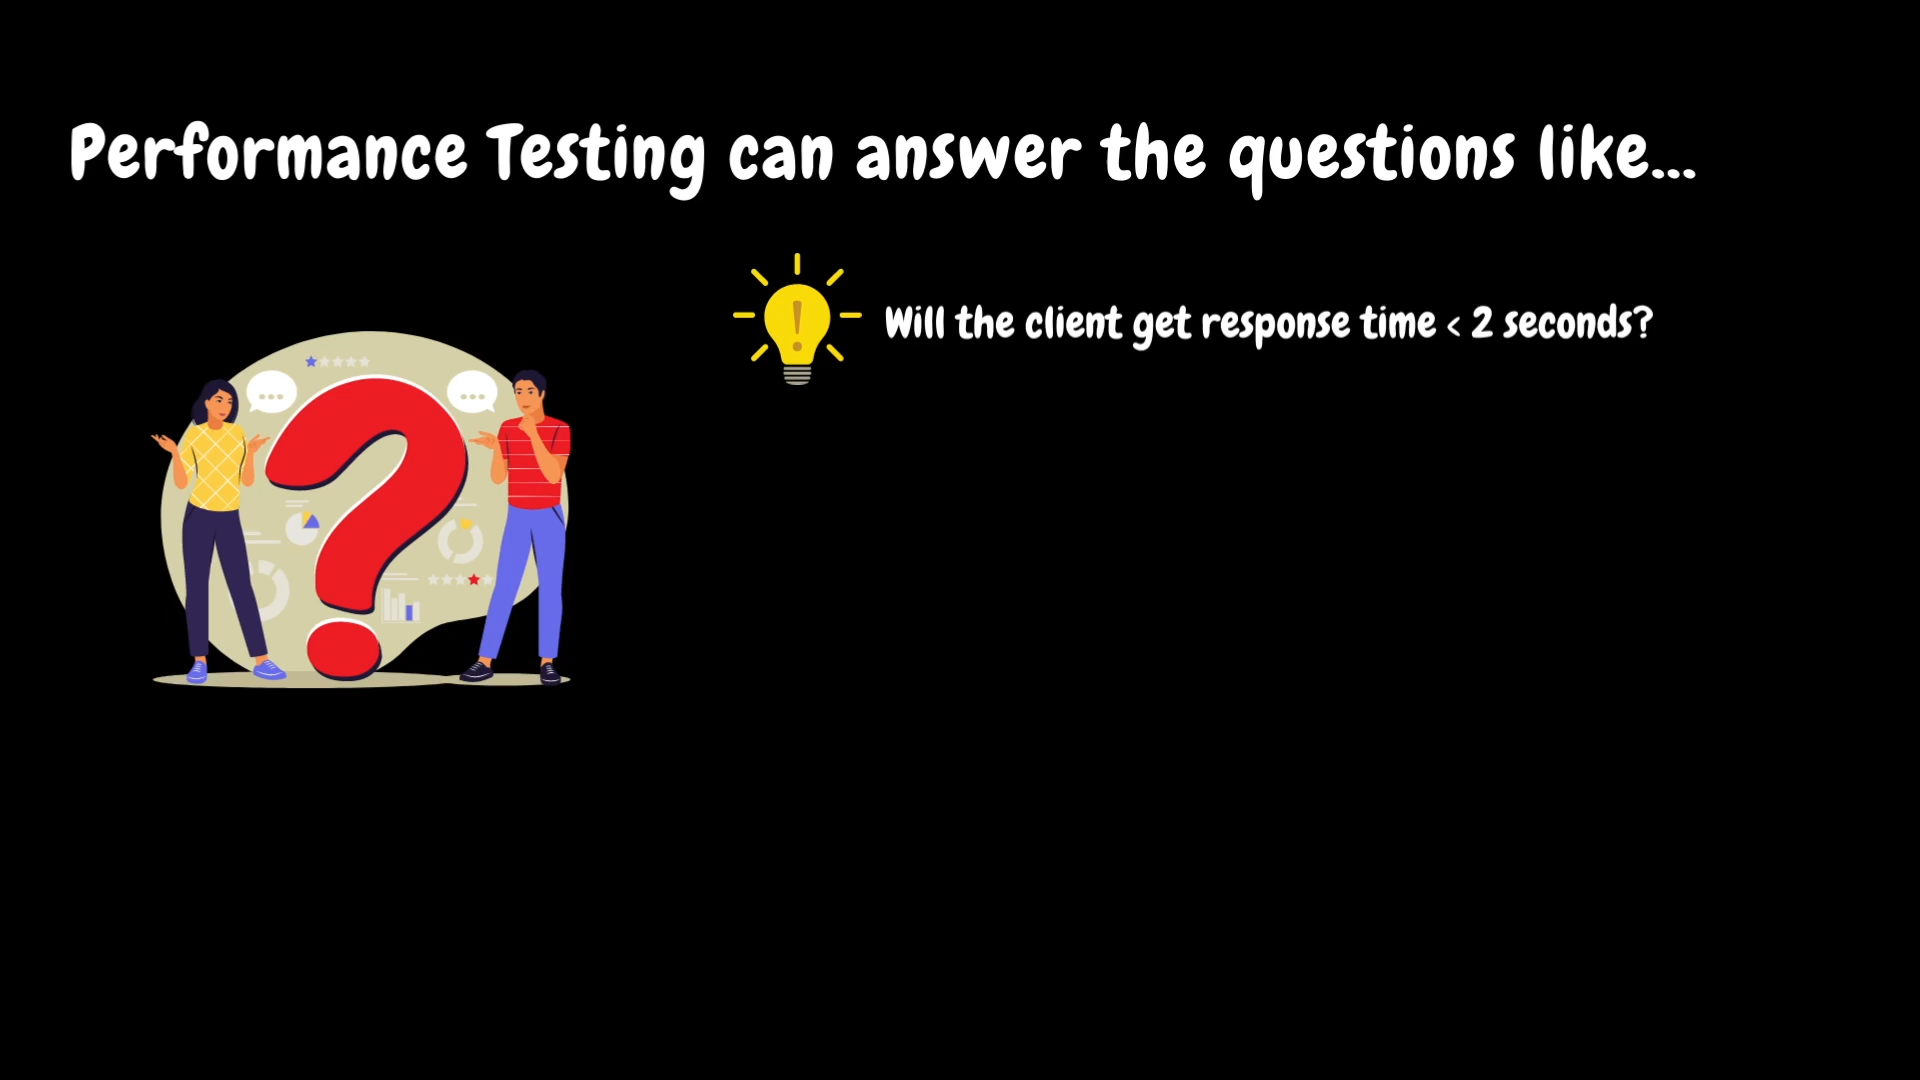 Performance Testing can answer the questions like...
Will the client get response time < 2 seconds?